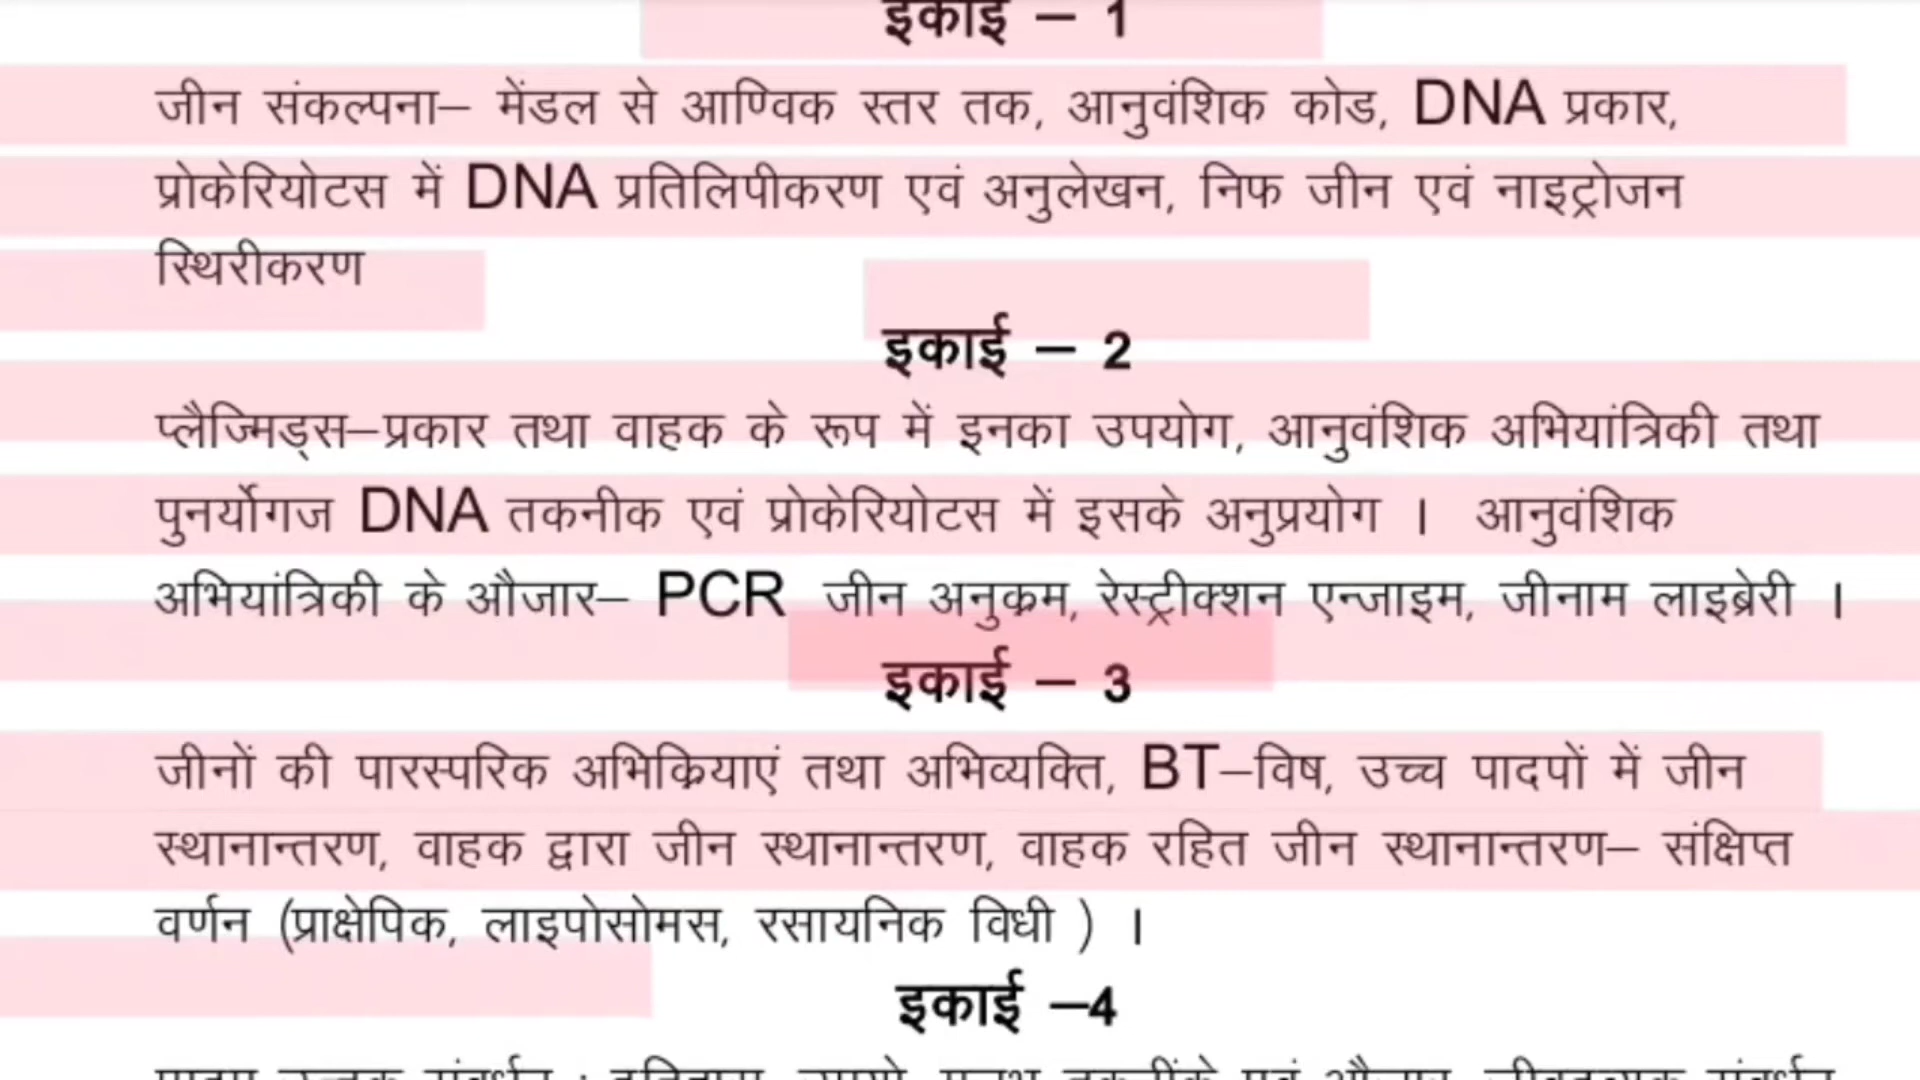 इकाई – 1
जीन संकल्पना– मेंडल से आण्विक स्तर तक, आनुवंशिक कोड, DNA प्रकार,
प्रोकेरियोटस में DNA प्रतिलिपीकरण एवं अनुलेखन, निफ जीन एवं नाइट्रोजन
स्थिरीकरण
इकाई – 2
प्लैज्मिड्स–प्रकार तथा वाहक के रूप में इनका उपयोग, आनुवंशिक अभियांत्रिकी तथा
पुनर्योगज DNA तकनीक एवं प्रोकेरियोटस में इसके अनुप्रयोग । आनुवंशिक
अभियांत्रिकी के औजार– PCR जीन अनुक्रम, रेस्ट्रीक्शन एन्जाइम, जीनाम लाइब्रेरी ।
इकाई – 3
जीनों की पारस्परिक अभिक्रियाएं तथा अभिव्यक्ति, BT–विष, उच्च पादपों में जीन
स्थानान्तरण, वाहक द्वारा जीन स्थानान्तरण, वाहक रहित जीन स्थानान्तरण– संक्षिप्त
वर्णन (प्राक्षेपिक, लाइपोसोमस, रसायनिक विधी ) ।
इकाई –4